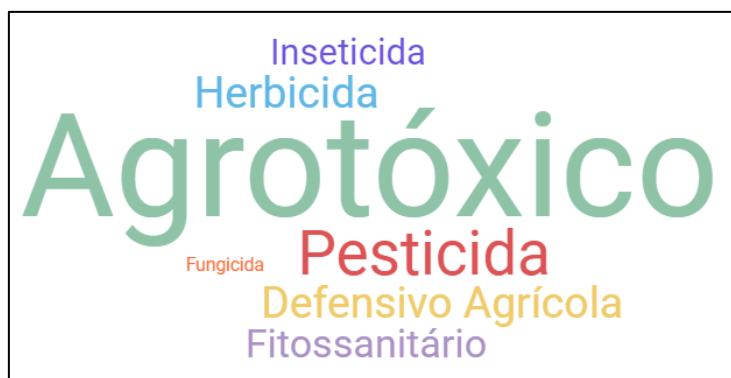 Inseticida
Herbicida
Agrotóxico
Pesticida
Fungicida
Defensivo Agrícola
Fitossanitário